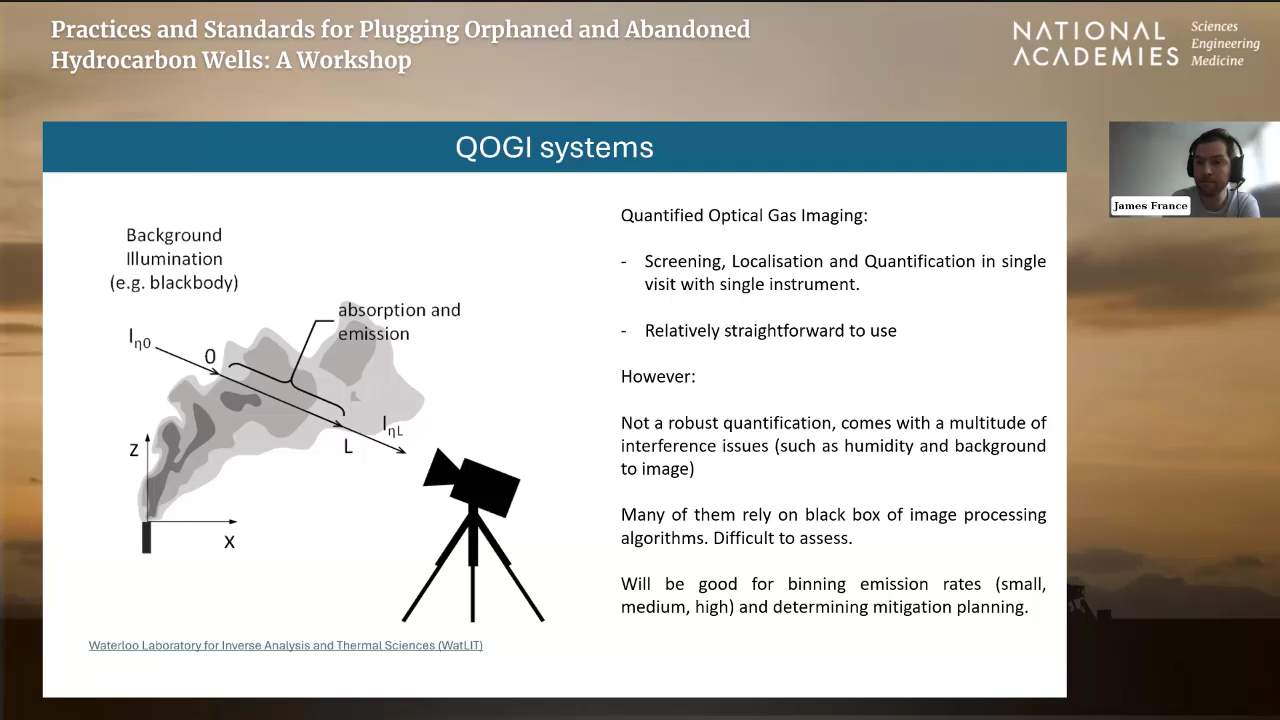 Practices and Standards for Plugging Orphaned and Abandoned
Hydrocarbon Wells: A Workshop
NATIONAL
ACADEMIES
Sciences
Engineering
Medicine
QOGI systems
James France
Background
Illumination
(e.g. blackbody)
absorption and
emission
Iη0
0
IηL
L
Z
X
Waterloo Laboratory for Inverse Analysis and Thermal Sciences (WatLIT)
Quantified Optical Gas Imaging:
- Screening, Localisation and Quantification in single
visit with single instrument.
- Relatively straightforward to use
However:
Not a robust quantification, comes with a multitude of
interference issues (such as humidity and background
to image)
Many of them rely on black box of image processing
algorithms. Difficult to assess.
Will be good for binning emission rates (small,
medium, high) and determining mitigation planning.